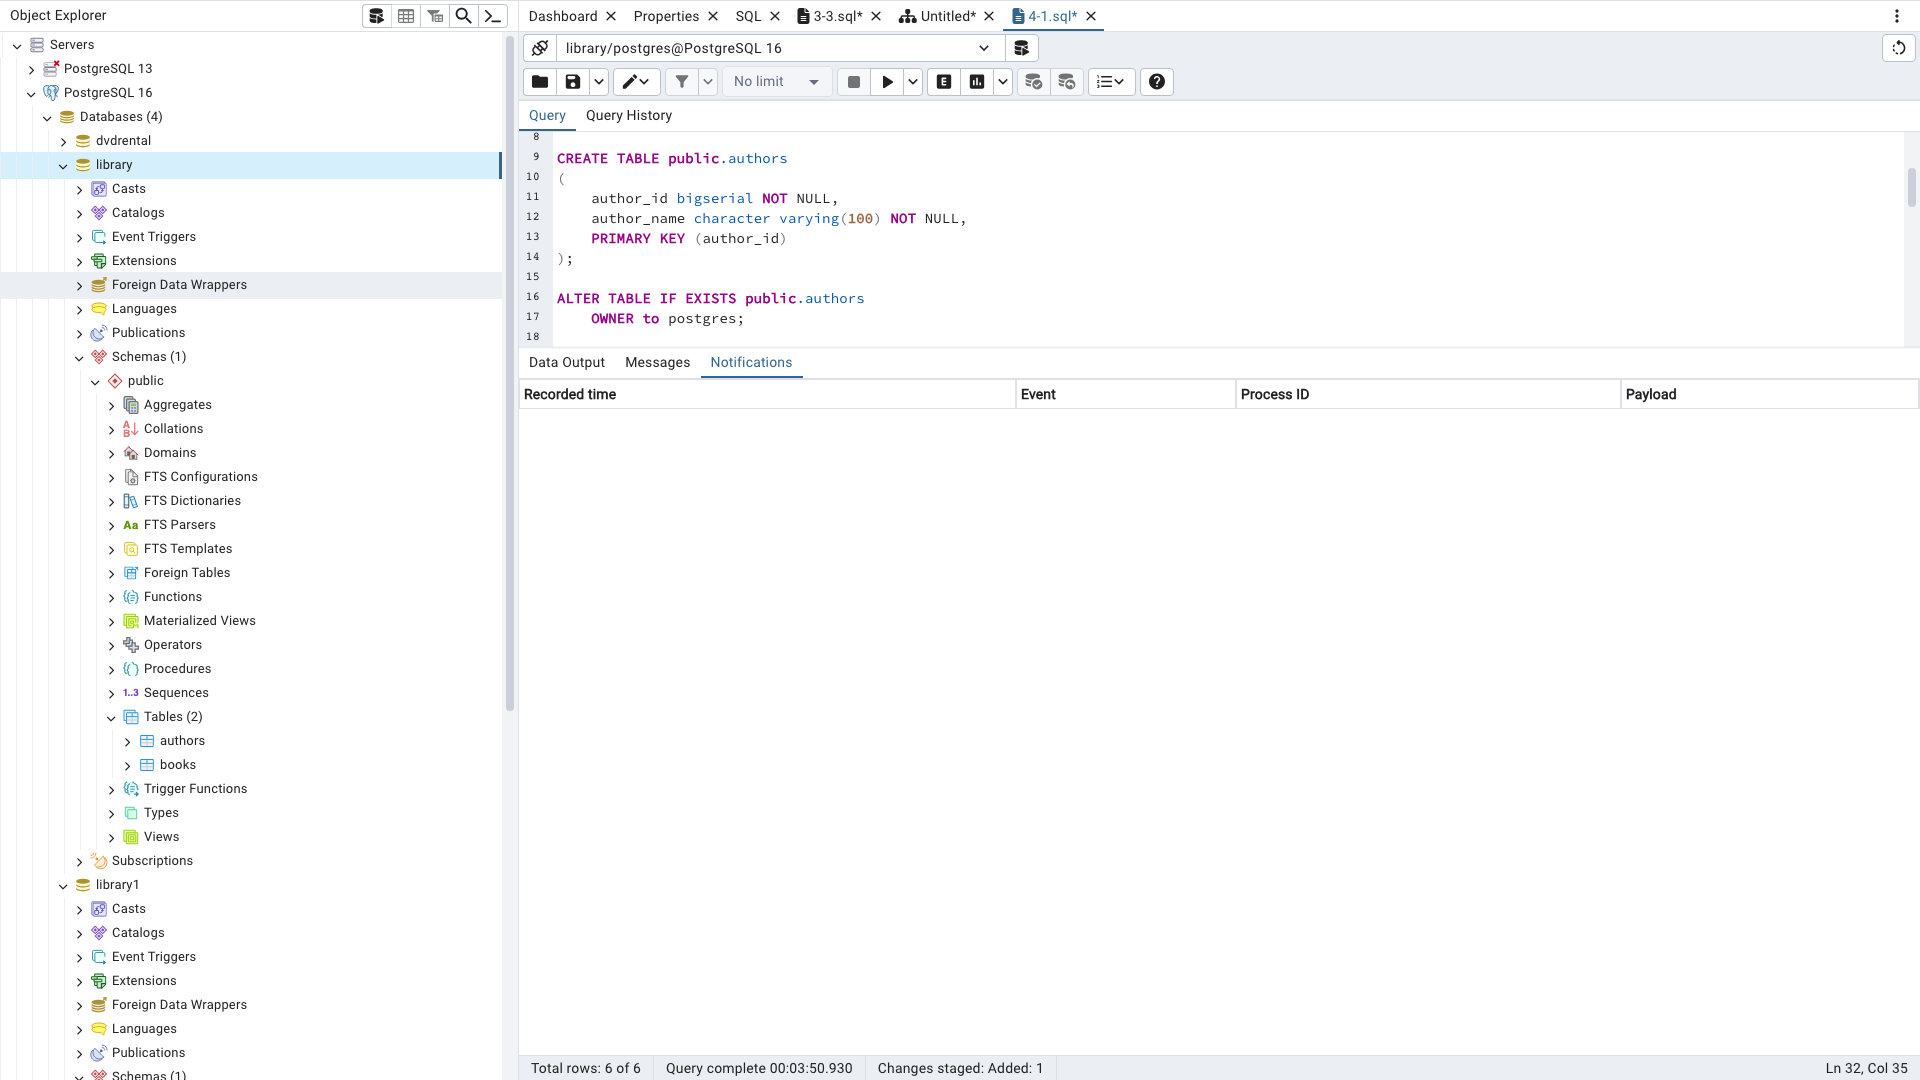 Object Explorer
Servers
PostgreSQL 13
PostgreSQL 16
Databases (4)
dvdrental
library
Casts
Catalogs
Event Triggers
Extensions
Foreign Data Wrappers
Languages
Publications
Schemas (1)
public
Aggregates
Collations
Domains
FTS Configurations
FTS Dictionaries
Aa FTS Parsers
FTS Templates
Foreign Tables
Functions
Materialized Views
Operators
Procedures
1..3 Sequences
Tables (2)
authors
books
Trigger Functions
Types
Views
Subscriptions
library1
Casts
Catalogs
Event Triggers
Extensions
Foreign Data Wrappers
Languages
Publications
Schemas (1)
Dashboard Properties SQL 3-3.sql* Untitled* 4-1.sql*
library/postgres@PostgreSQL 16
No limit E
Query Query History
8
9 CREATE TABLE public.authors
10 (
11 author_id bigserial NOT NULL,
12 author_name character varying(100) NOT NULL,
13 PRIMARY KEY (author_id)
14 );
15
16 ALTER TABLE IF EXISTS public.authors
17 OWNER to postgres;
18
Data Output Messages Notifications
Recorded time Event Process ID Payload
Total rows: 6 of 6 Query complete 00:03:50.930 Changes staged: Added: 1 Ln 32, Col 35